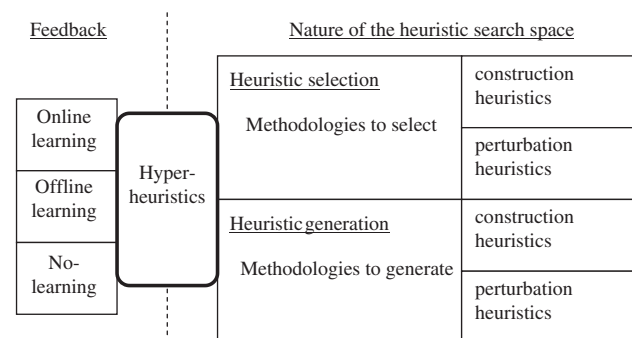 Feedback
Nature of the heuristic search space
Online
learning
Offline
learning
No-
learning
Hyper-
heuristics
Heuristic selection
Methodologies to select
construction
heuristics
perturbation
heuristics
Heuristic generation
Methodologies to generate
construction
heuristics
perturbation
heuristics